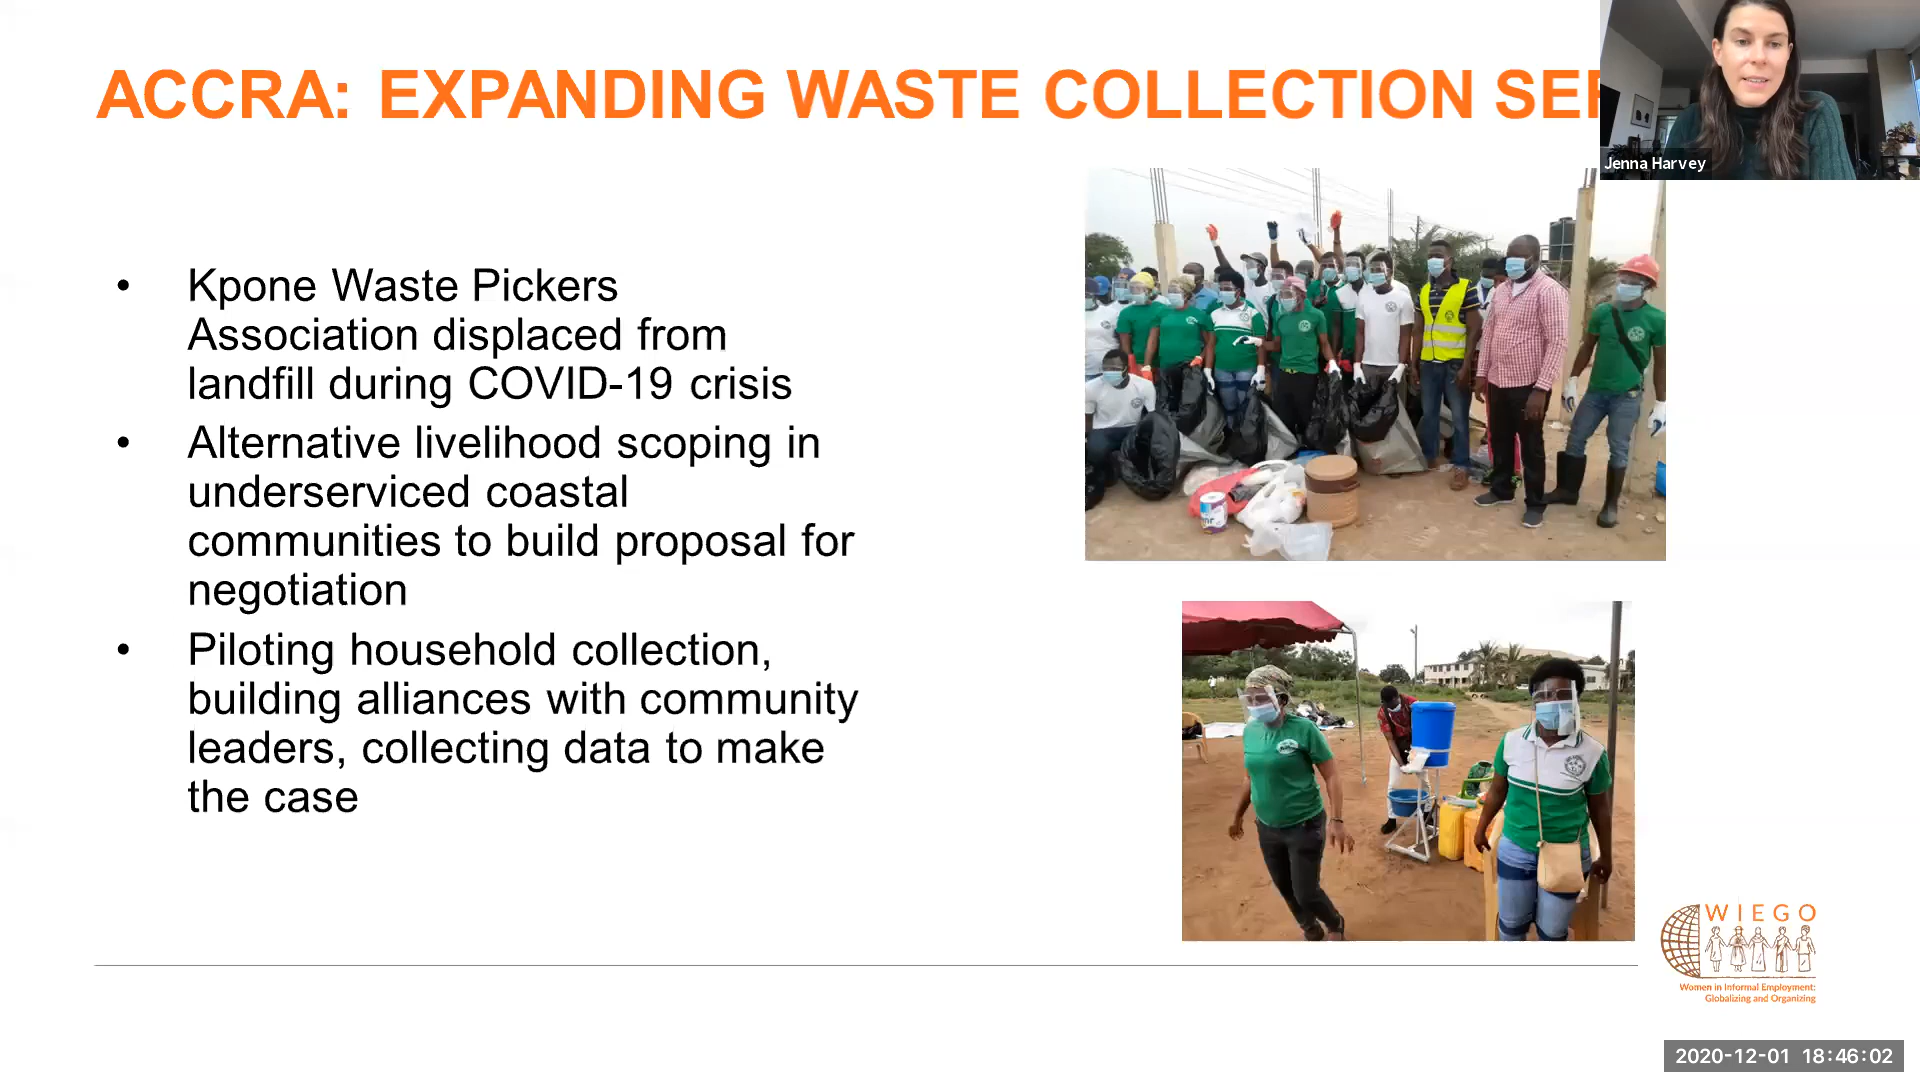 ACCRA: EXPANDING WASTE COLLECTION
Jenna Harvey
• Kpone Waste Pickers
Association displaced from
landfill during COVID-19 crisis
• Alternative livelihood scoping in
underserviced coastal
communities to build proposal for
negotiation
• Piloting household collection,
building alliances with community
leaders, collecting data to make
the case
WIEGO
Women in Informal Employment:
Globalizing and Organizing
2020-12-01 18:46:02